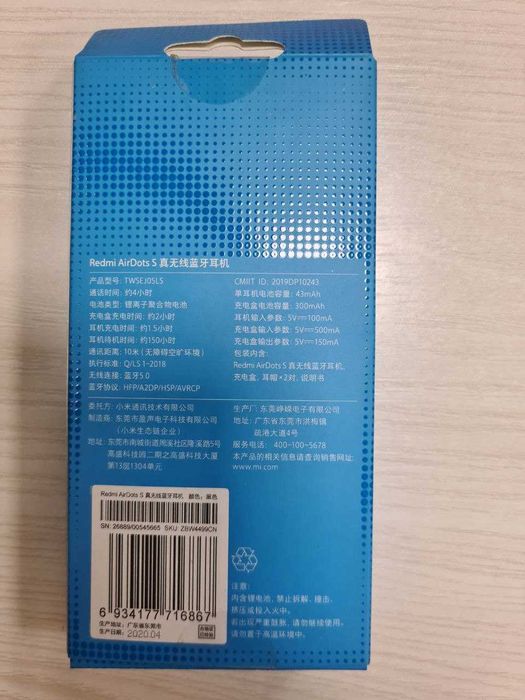 Redmi AirDots S 真无线蓝牙耳机
产品型号: TWSEJ05LS
通话时间: 约4小时
电池类型: 锂离子聚合物电池
充电盒充电时间: 约2小时
耳机充电时间: 约1.5小时
耳机待机时间: 约150小时
通讯距离: 10米 (无障碍空旷环境)
执行标准: Q/LS 1-2018
无线连接: 蓝牙5.0
蓝牙协议: HFP/A2DP/HSP/AVRCP
CMIIT ID: 2019DP10243
单耳机电池容量: 43mAh
充电盒电池容量: 300mAh
耳机输入参数: 5V⎓100mA
充电盒输入参数: 5V⎓500mA
充电盒输出参数: 5V⎓150mA
包装内含:
Redmi AirDots S 真无线蓝牙耳机、
充电盒、耳帽×2对、说明书
委托方: 小米通讯技术有限公司
制造商: 东莞市盈声电子科技有限公司
(小米生态链企业)
地址: 东莞市南城街道周溪社区隆溪路5号
高盛科技园二期之高盛科技大厦
第13层1304单元
生产厂: 东莞峥嵘电子有限公司
地址: 广东省东莞市洪梅镇
疏港大道4号
服务电话: 400-100-5678
本产品的相关信息请查询销售网址:
www.mi.com
Redmi AirDots S 真无线蓝牙耳机 颜色: 黑色
SN: 26889/00545665 SKU: ZBW4499CN
6 934177 716867
生产地址: 广东省东莞市
生产日期: 2020.04
合格证
已检验
注意:
内含锂电池, 禁止拆解、撞击、
挤压或投入火中。
若出现严重鼓胀, 请勿继续使用。
请勿置于高温环境中。